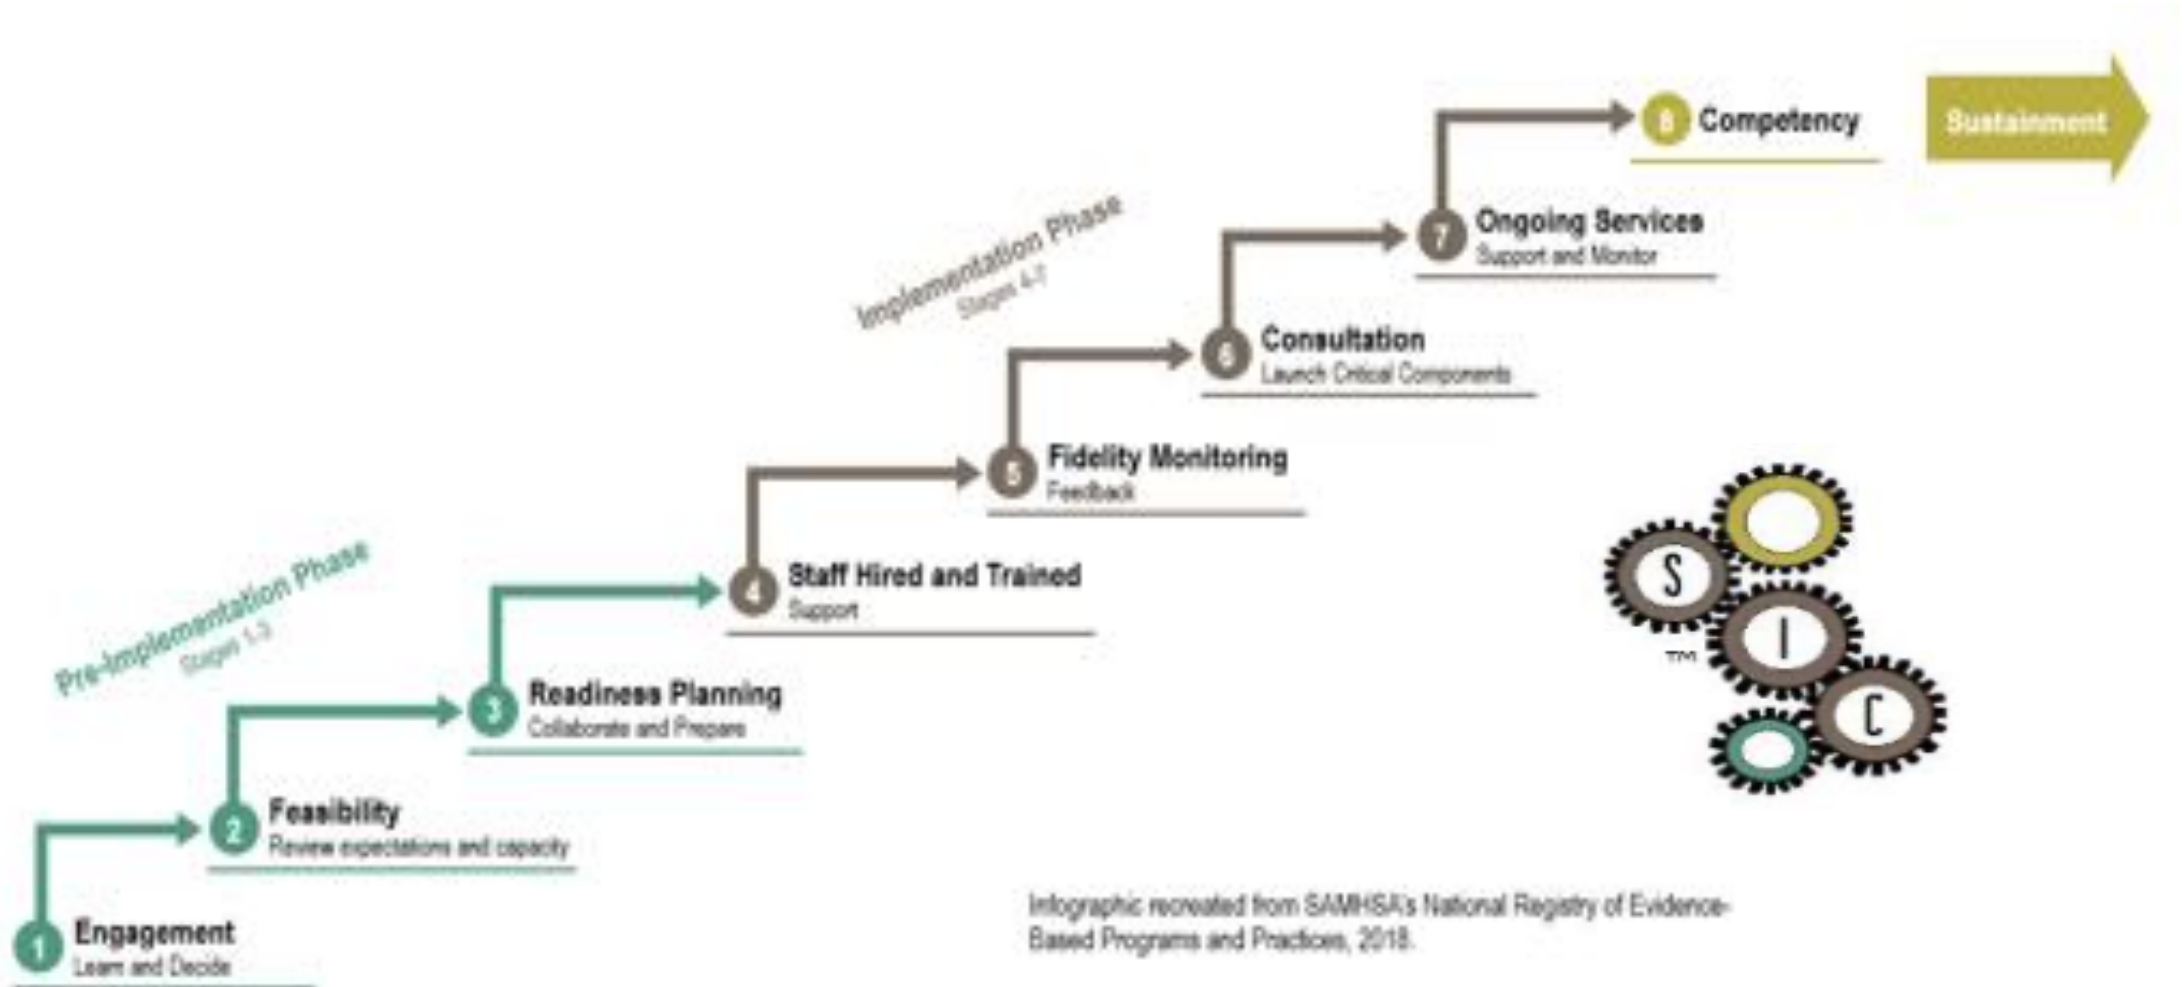 8 Competency
Sustainment
Implementation Phase
Stages 4-7
7 Ongoing Services
Support and Monitor
6 Consultation
Launch Critical Components
5 Fidelity Monitoring
Feedback
4 Staff Hired and Trained
Support
Pre-Implementation Phase
Stages 1-3
3 Readiness Planning
Collaborate and Prepare
2 Feasibility
Review expectations and capacity
1 Engagement
Learn and Decide
S
I
C
TM
Infographic recreated from SAMHSA's National Registry of Evidence-
Based Programs and Practices, 2018.